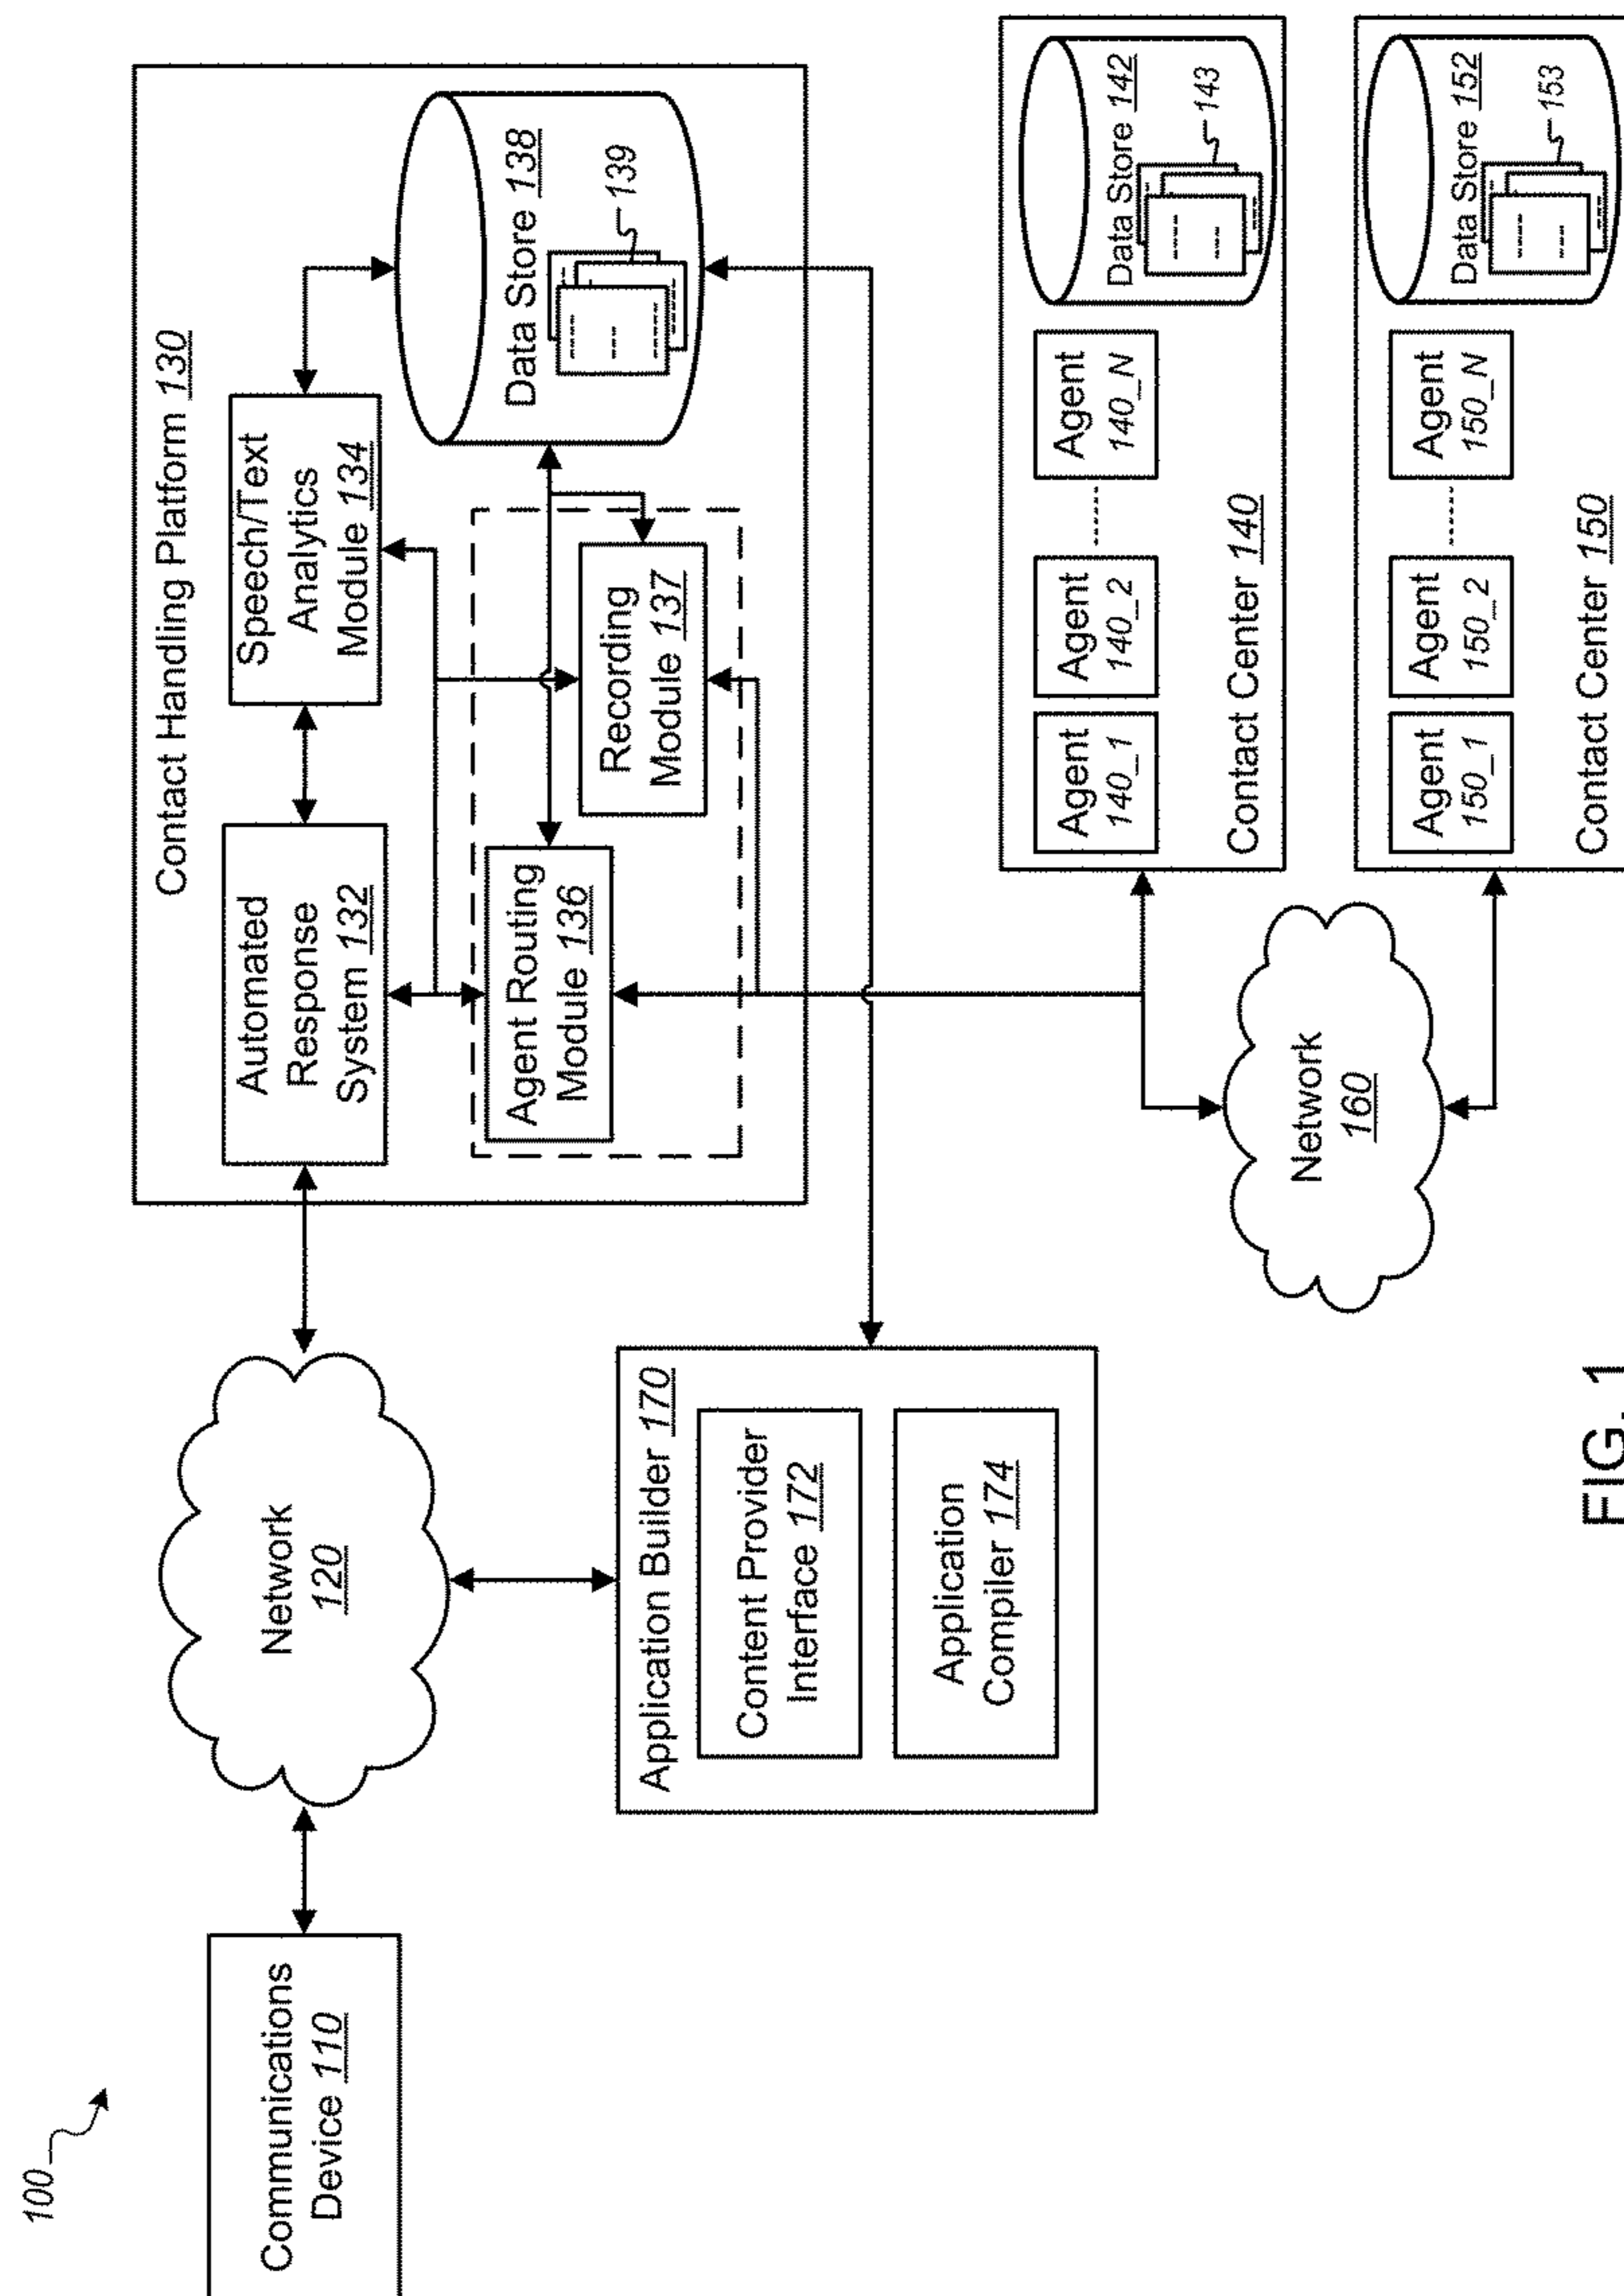 100
Communications
Device 110
Network
120
Application Builder 170
Content Provider
Interface 172
Application
Compiler 174
Contact Handling Platform 130
Automated
Response
System 132
Speech/Text
Analytics
Module 134
Agent Routing
Module 136
Recording
Module 137
Data Store 138
139
Network
160
Agent
140_1
Agent
140_2
Agent
140_N
Data Store 142
143
Contact Center 140
Agent
150_1
Agent
150_2
Agent
150_N
Data Store 152
153
Contact Center 150
FIG. 1